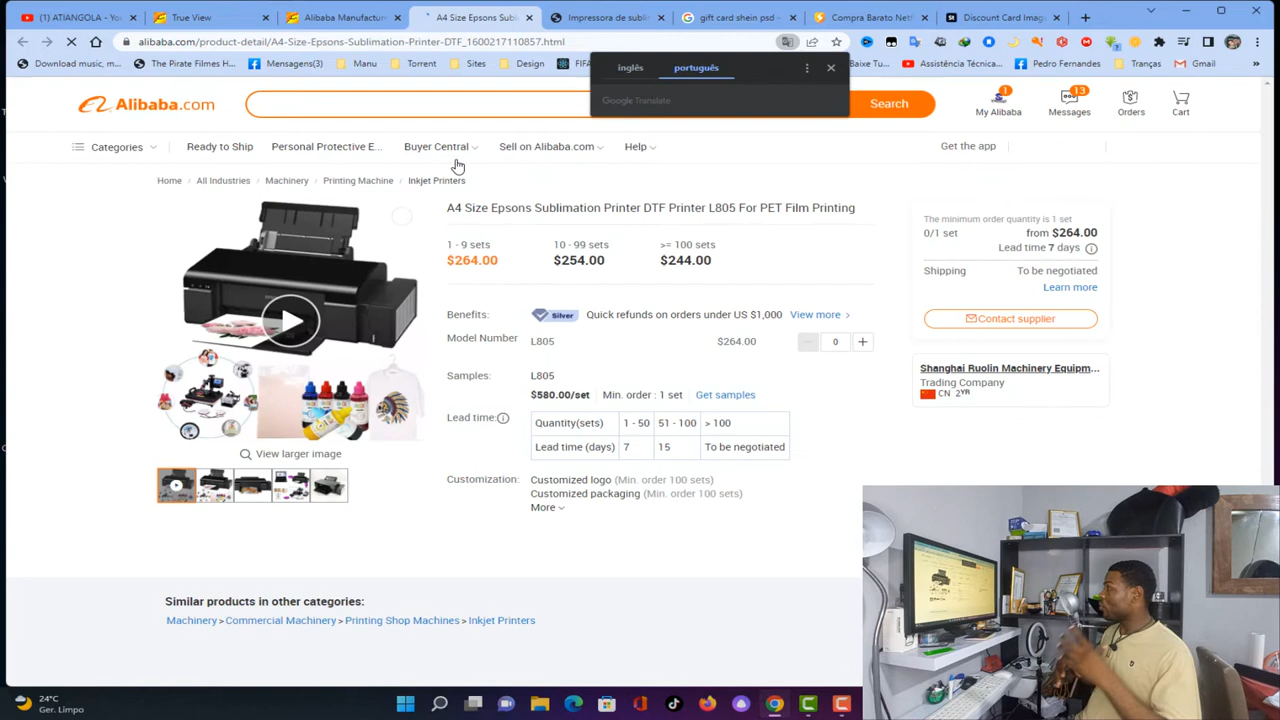 (1) ATIANGOLA - Yo
True View
Alibaba Manufactur
A4 Size Epsons Subl
Impressora de sublim
gift card shein psd -
Compra Barato Netf
Discount Card Imag
alibaba.com/product-detail/A4-Size-Epsons-Sublimation-Printer-DTF_1600217110857.html
Download music, m...
The Pirate Filmes H...
Mensagens(3)
Manu
Torrent
Sites
Design
FIFA
Baixe Tu...
Assistência Técnica...
Pedro Fernandes
Tranças
Gmail
inglês
português
Google Translate
Alibaba.com
Search
1
My Alibaba
13
Messages
Orders
Cart
Categories
Ready to Ship
Personal Protective E...
Buyer Central
Sell on Alibaba.com
Help
Get the app
Home / All Industries / Machinery / Printing Machine / Inkjet Printers
A4 Size Epsons Sublimation Printer DTF Printer L805 For PET Film Printing
1 - 9 sets
10 - 99 sets
>= 100 sets
$264.00
$254.00
$244.00
Benefits:
Silver
Quick refunds on orders under US $1,000
View more >
Model Number
L805
$264.00
0
Samples:
L805
$580.00/set
Min. order : 1 set
Get samples
Lead time:
Quantity(sets)
1 - 50
51 - 100
> 100
Lead time (days)
7
15
To be negotiated
Customization:
Customized logo (Min. order 100 sets)
Customized packaging (Min. order 100 sets)
More
View larger image
The minimum order quantity is 1 set
0/1 set
from $264.00
Lead time 7 days
Shipping
To be negotiated
Learn more
Contact supplier
Shanghai Ruolin Machinery Equipm...
Trading Company
CN 2YR
Similar products in other categories:
Machinery > Commercial Machinery > Printing Shop Machines > Inkjet Printers
24°C
Ger. Limpo